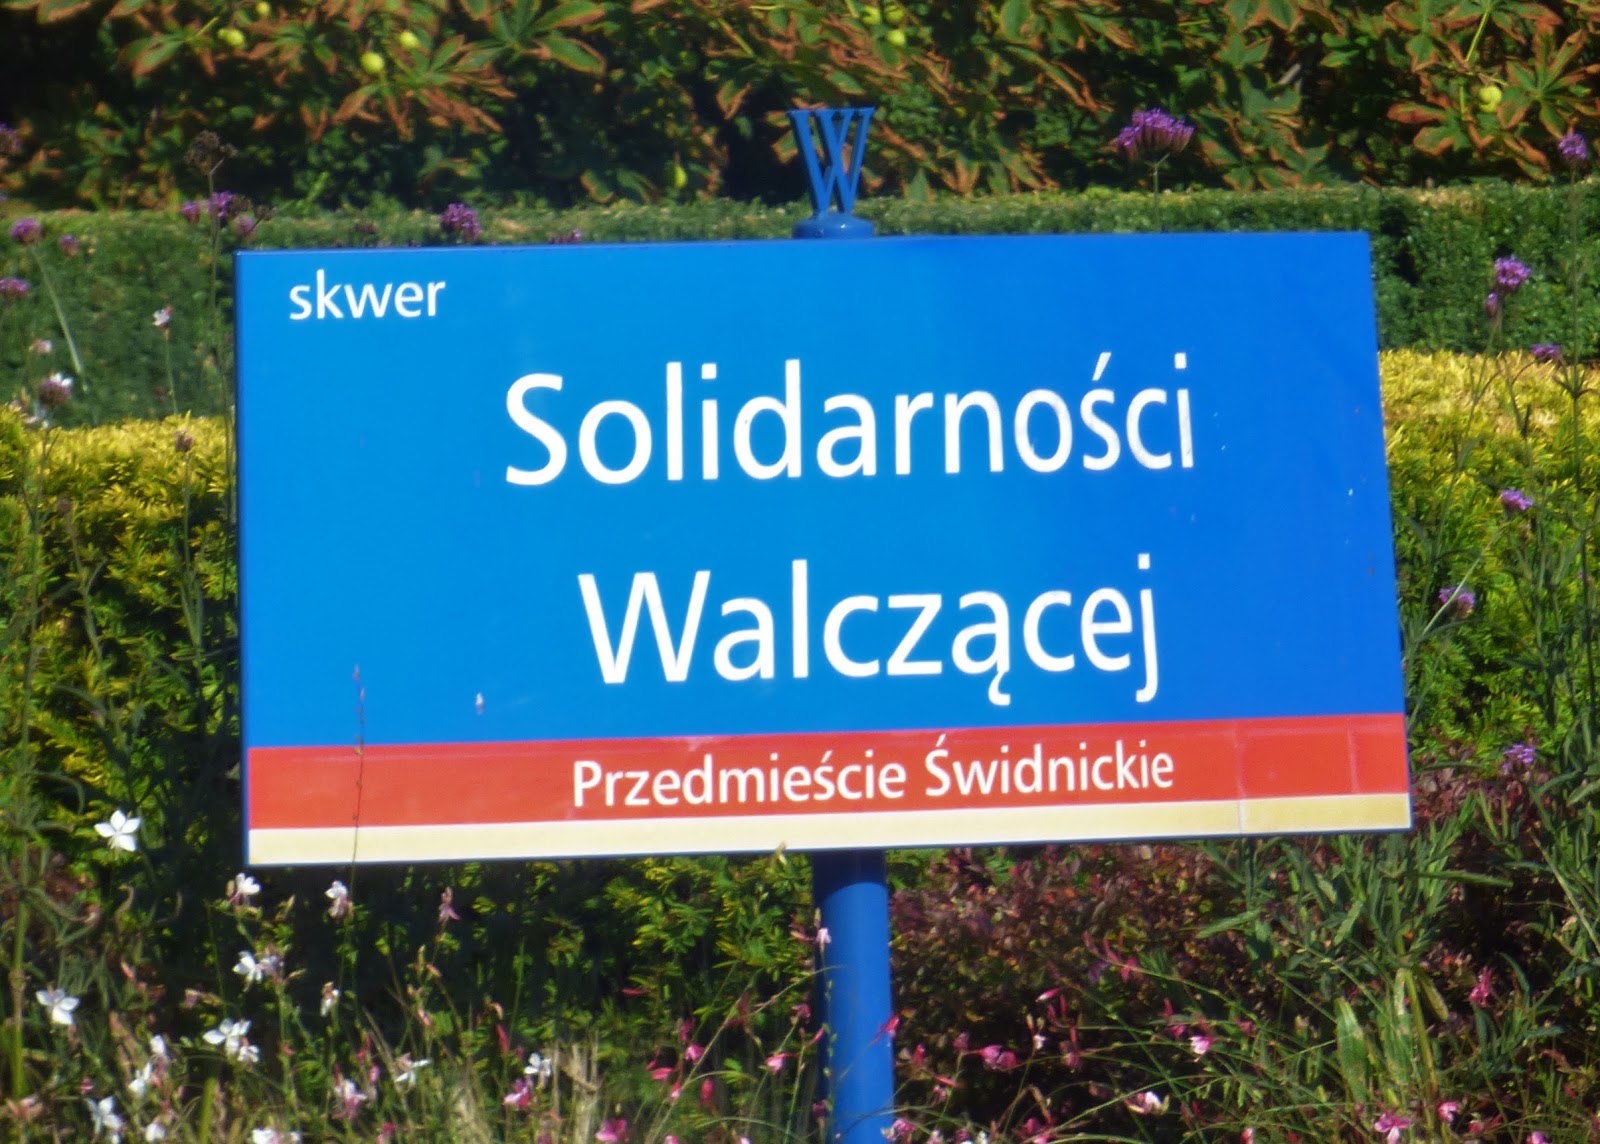 W
skwer
Solidarności
Walczącej
Przedmieście Świdnickie